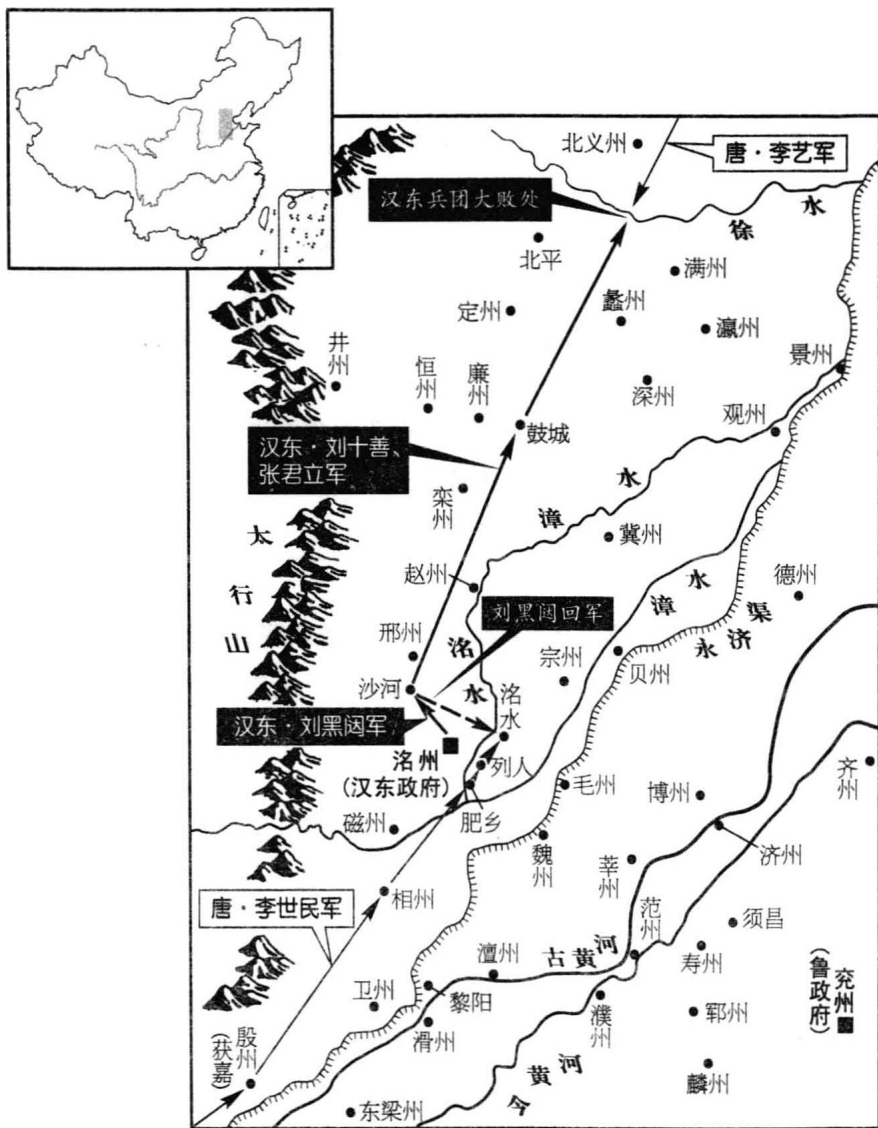 北义州
唐·李艺军
汉东兵团大败处
徐水
北平
满州
定州
蠡州
瀛州
井州
恒州
廉州
深州
景州
观州
鼓城
汉东·刘十善、
张君立军
栾州
漳水
冀州
太行山
赵州
刘黑闼回军
漳水
德州
邢州
洺水
宗州
贝州
永济渠
沙河
洺水
汉东·刘黑闼军
洺州
(汉东政府)
列人
齐州
磁州
肥乡
毛州
博州
魏州
济州
莘州
唐·李世民军
相州
范州
须昌
古黄河
澶州
寿州
兖州
(鲁政府)
卫州
黎阳
濮州
郓州
滑州
殷州
(获嘉)
今黄河
麟州
东梁州